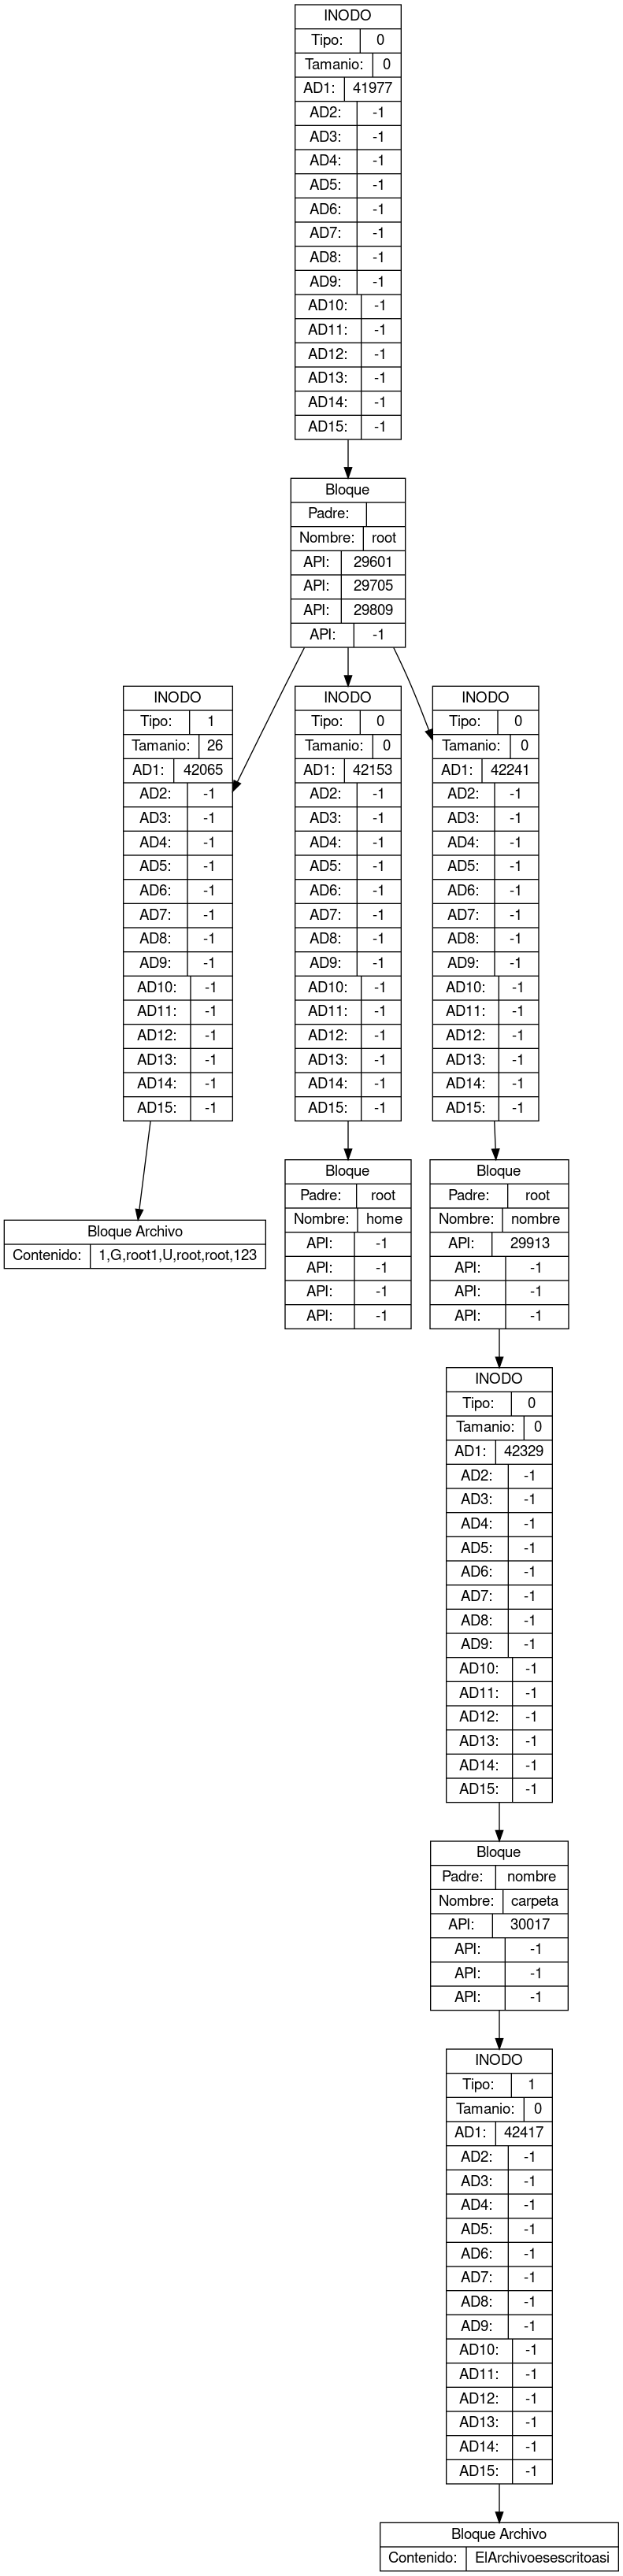 INODO
Tipo: 0
Tamanio: 0
AD1: 41977
AD2: -1
AD3: -1
AD4: -1
AD5: -1
AD6: -1
AD7: -1
AD8: -1
AD9: -1
AD10: -1
AD11: -1
AD12: -1
AD13: -1
AD14: -1
AD15: -1
Bloque
Padre:
Nombre: root
API: 29601
API: 29705
API: 29809
API: -1
INODO
Tipo: 1
Tamanio: 26
AD1: 42065
AD2: -1
AD3: -1
AD4: -1
AD5: -1
AD6: -1
AD7: -1
AD8: -1
AD9: -1
AD10: -1
AD11: -1
AD12: -1
AD13: -1
AD14: -1
AD15: -1
INODO
Tipo: 0
Tamanio: 0
AD1: 42153
AD2: -1
AD3: -1
AD4: -1
AD5: -1
AD6: -1
AD7: -1
AD8: -1
AD9: -1
AD10: -1
AD11: -1
AD12: -1
AD13: -1
AD14: -1
AD15: -1
INODO
Tipo: 0
Tamanio: 0
AD1: 42241
AD2: -1
AD3: -1
AD4: -1
AD5: -1
AD6: -1
AD7: -1
AD8: -1
AD9: -1
AD10: -1
AD11: -1
AD12: -1
AD13: -1
AD14: -1
AD15: -1
Bloque Archivo
Contenido: 1,G,root1,U,root,root,123
Bloque
Padre: root
Nombre: home
API: -1
API: -1
API: -1
API: -1
Bloque
Padre: root
Nombre: nombre
API: 29913
API: -1
API: -1
API: -1
INODO
Tipo: 0
Tamanio: 0
AD1: 42329
AD2: -1
AD3: -1
AD4: -1
AD5: -1
AD6: -1
AD7: -1
AD8: -1
AD9: -1
AD10: -1
AD11: -1
AD12: -1
AD13: -1
AD14: -1
AD15: -1
Bloque
Padre: nombre
Nombre: carpeta
API: 30017
API: -1
API: -1
API: -1
INODO
Tipo: 1
Tamanio: 0
AD1: 42417
AD2: -1
AD3: -1
AD4: -1
AD5: -1
AD6: -1
AD7: -1
AD8: -1
AD9: -1
AD10: -1
AD11: -1
AD12: -1
AD13: -1
AD14: -1
AD15: -1
Bloque Archivo
Contenido: ElArchivoesescritoasi